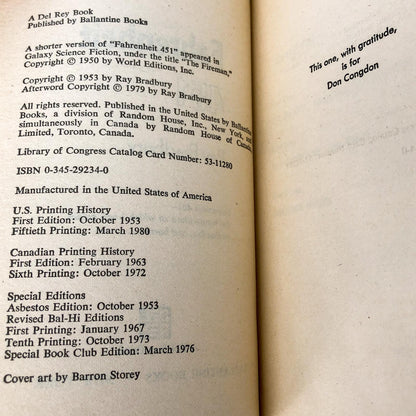 A Del Rey Book
Published by Ballantine Books
A shorter version of "Fahrenheit 451" appeared in
Galaxy Science Fiction, under the title "The Fireman,"
Copyright © 1950 by World Editions, Inc.
Copyright © 1953 by Ray Bradbury
Afterword Copyright © 1979 by Ray Bradbury
All rights reserved. Published in the United States by Ballantine
Books, a division of Random House, Inc., New York, and
simultaneously in Canada by Random House of Canada,
Limited, Toronto, Canada.
Library of Congress Catalog Card Number: 53-11280
ISBN 0-345-29234-0
Manufactured in the United States of America
U.S. Printing History
First Edition: October 1953
Fiftieth Printing: March 1980
Canadian Printing History
First Edition: February 1963
Sixth Printing: October 1972
Special Editions
Asbestos Edition: October 1953
Revised Bal-Hi Editions
First Printing: January 1967
Tenth Printing: October 1973
Special Book Club Edition: March 1976
Cover art by Barron Storey
This one, with gratitude,
is for
Don Congdon